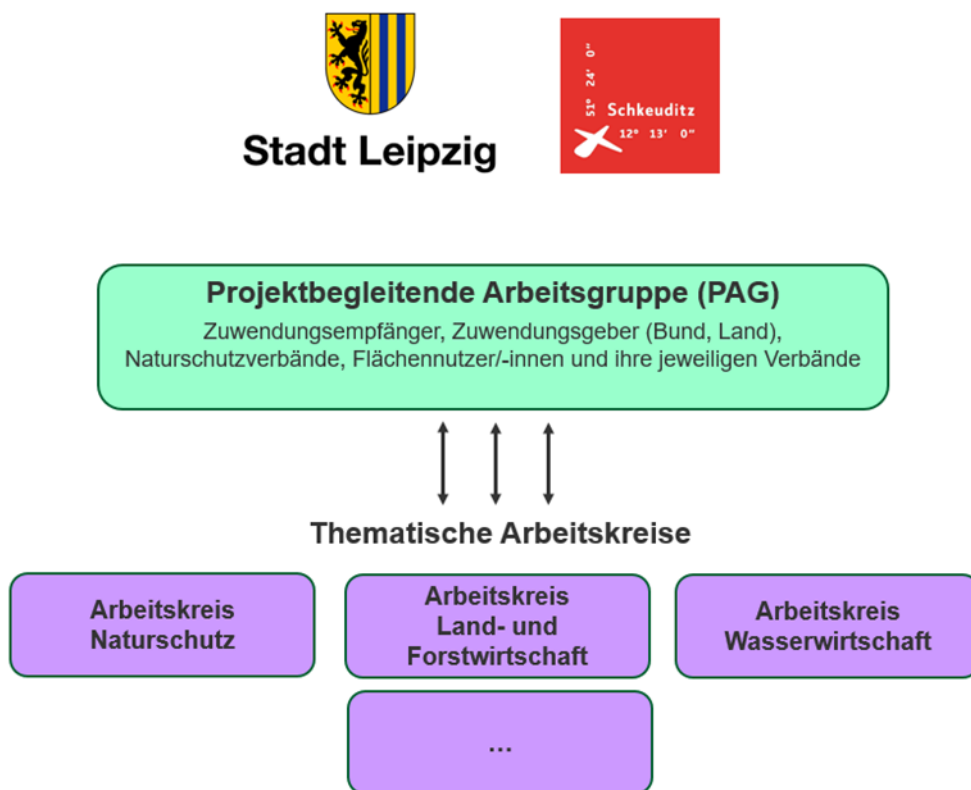 Stadt Leipzig
51° 24' 0"
Schkeuditz
12° 13' 0"
Projektbegleitende Arbeitsgruppe (PAG)
Zuwendungsempfänger, Zuwendungsgeber (Bund, Land),
Naturschutzverbände, Flächennutzer/-innen und ihre jeweiligen Verbände
Thematische Arbeitskreise
Arbeitskreis
Naturschutz
Arbeitskreis
Land- und
Forstwirtschaft
Arbeitskreis
Wasserwirtschaft
...